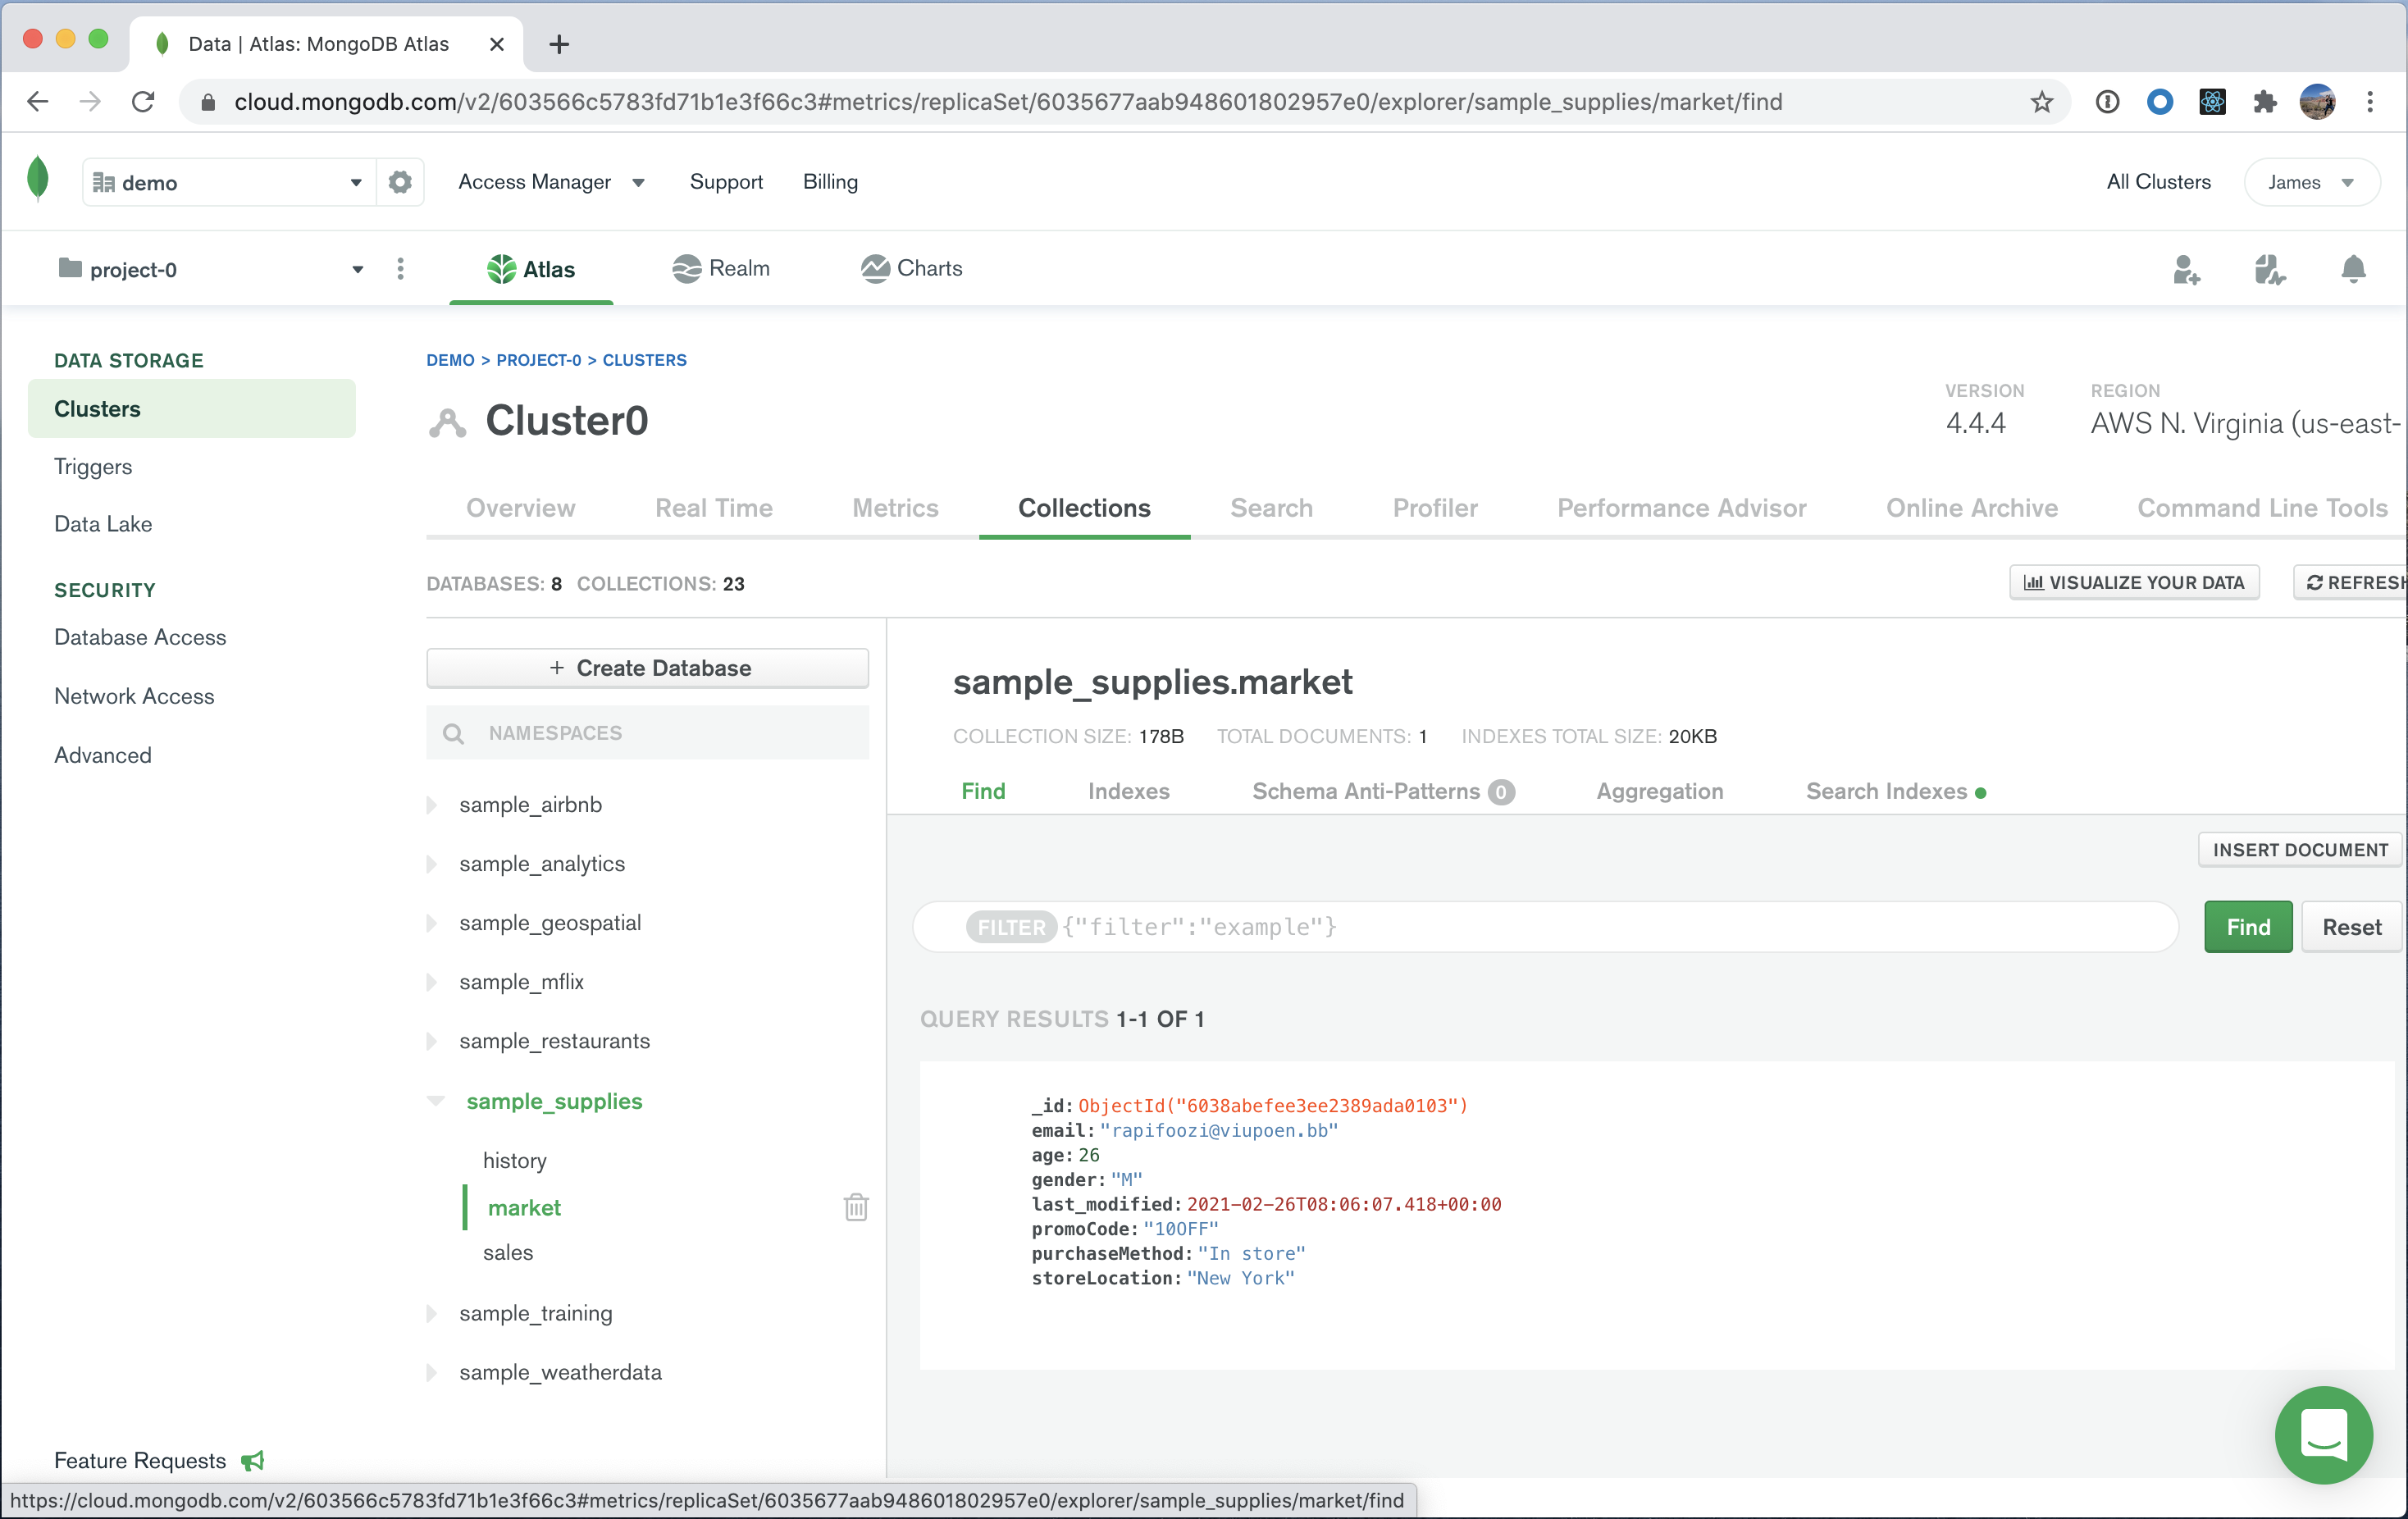 Data | Atlas: MongoDB Atlas
cloud.mongodb.com/v2/603566c5783fd71b1e3f66c3#metrics/replicaSet/6035677aab948601802957e0/explorer/sample_supplies/market/find
demo Access Manager Support Billing All Clusters James
project-0 Atlas Realm Charts
DATA STORAGE
Clusters
Triggers
Data Lake
SECURITY
Database Access
Network Access
Advanced
Feature Requests
DEMO > PROJECT-0 > CLUSTERS
Cluster0
VERSION
4.4.4
REGION
AWS N. Virginia (us-east-
Overview Real Time Metrics Collections Search Profiler Performance Advisor Online Archive Command Line Tools
DATABASES: 8 COLLECTIONS: 23
VISUALIZE YOUR DATA
REFRESH
+ Create Database
NAMESPACES
sample_airbnb
sample_analytics
sample_geospatial
sample_mflix
sample_restaurants
sample_supplies
history
market
sales
sample_training
sample_weatherdata
sample_supplies.market
COLLECTION SIZE: 178B TOTAL DOCUMENTS: 1 INDEXES TOTAL SIZE: 20KB
Find Indexes Schema Anti-Patterns 0 Aggregation Search Indexes
INSERT DOCUMENT
FILTER {"filter":"example"}
Find
Reset
QUERY RESULTS 1-1 OF 1
_id: ObjectId("6038abefee3ee2389ada0103")
email: "rapifoozi@viupoen.bb"
age: 26
gender: "M"
last_modified: 2021-02-26T08:06:07.418+00:00
promoCode: "10OFF"
purchaseMethod: "In store"
storeLocation: "New York"
https://cloud.mongodb.com/v2/603566c5783fd71b1e3f66c3#metrics/replicaSet/6035677aab948601802957e0/explorer/sample_supplies/market/find